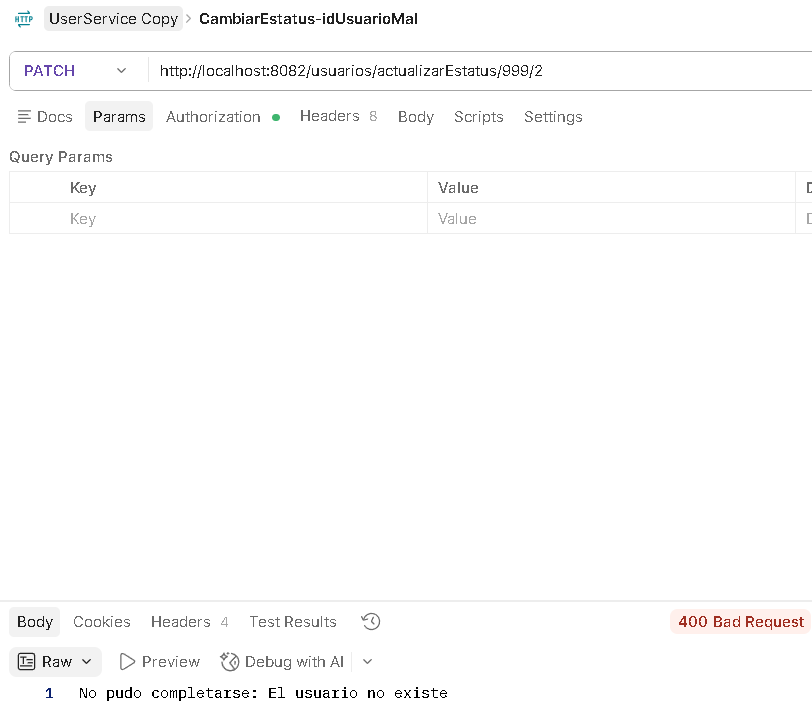 HTTP UserService Copy > CambiarEstatus-idUsuarioMal
PATCH http://localhost:8082/usuarios/actualizarEstatus/999/2
Docs Params Authorization Headers 8 Body Scripts Settings
Query Params
Key Value D
Key Value D
Body Cookies Headers 4 Test Results 400 Bad Request
Raw Preview Debug with AI
1 No pudo completarse: El usuario no existe